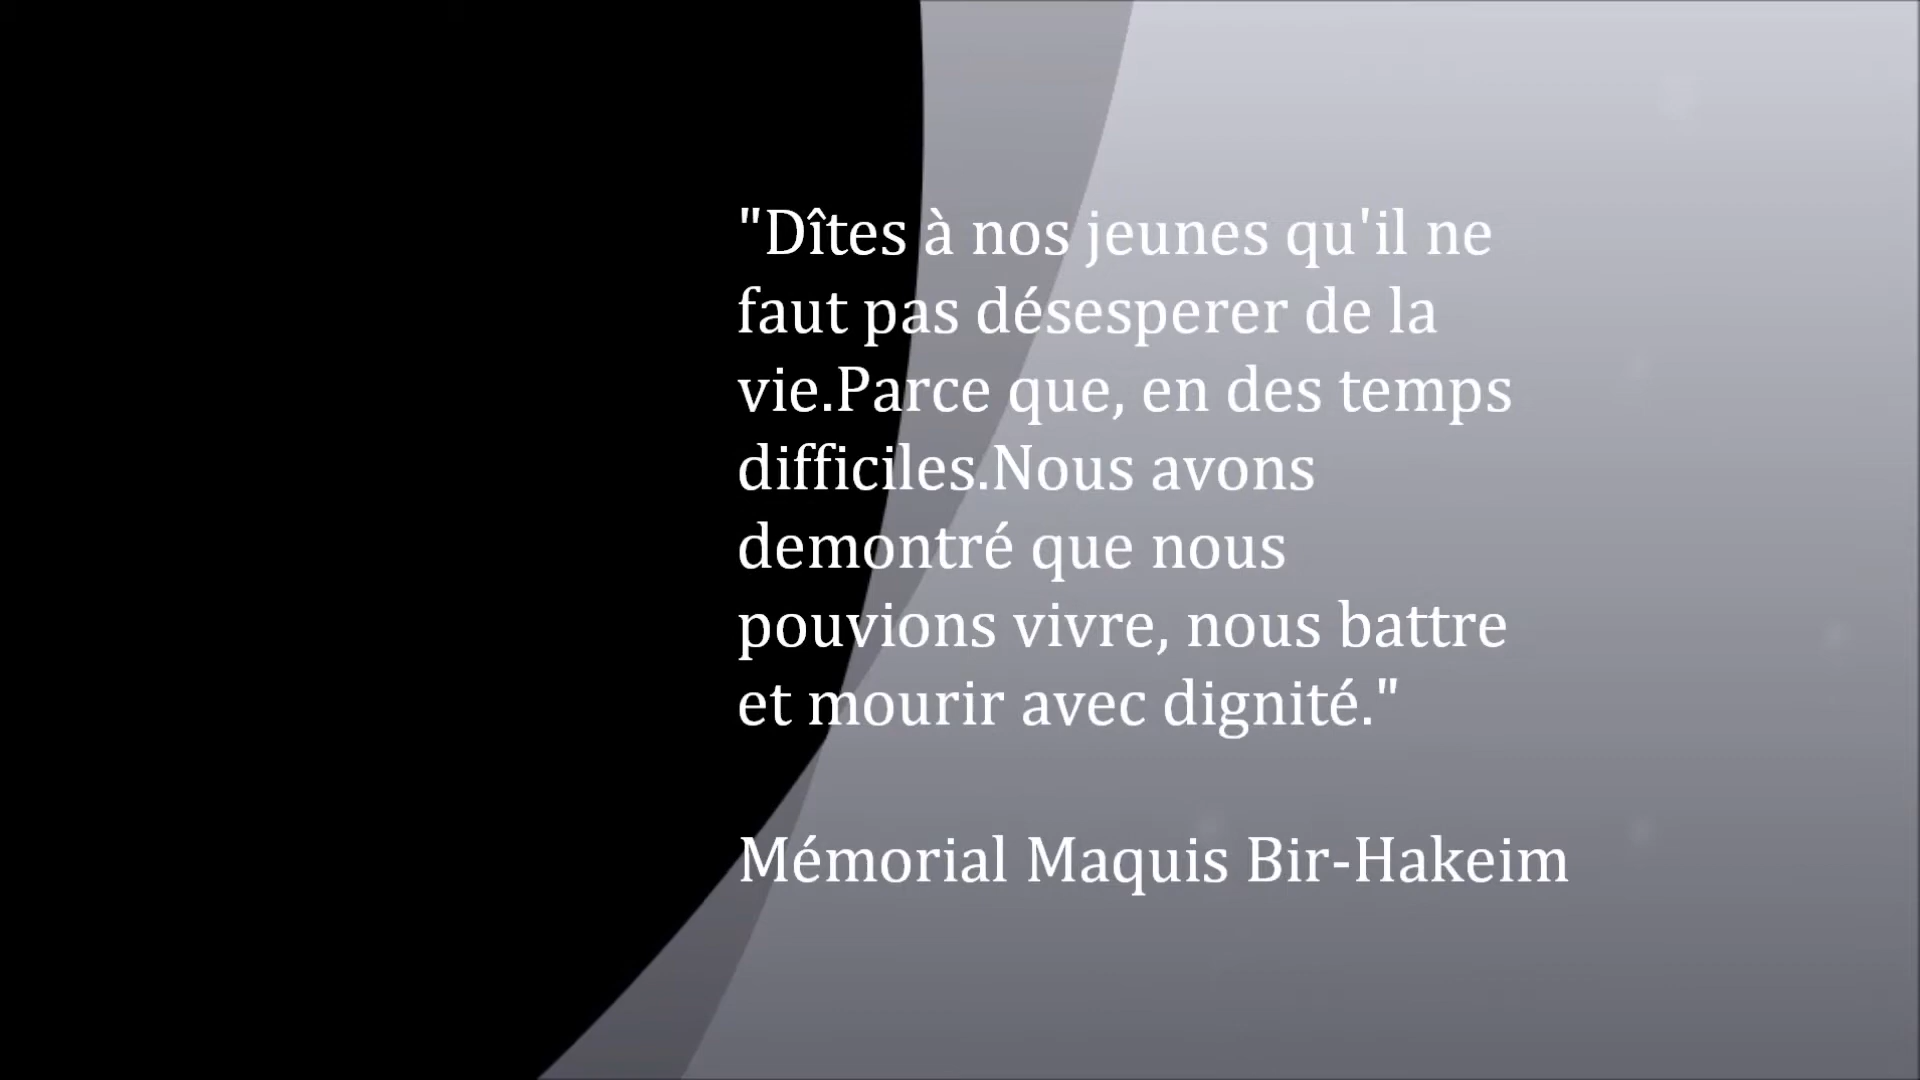 "Dîtes à nos jeunes qu'il ne
faut pas désesperer de la
vie.Parce que, en des temps
difficiles.Nous avons
demontré que nous
pouvions vivre, nous battre
et mourir avec dignité."
Mémorial Maquis Bir-Hakeim